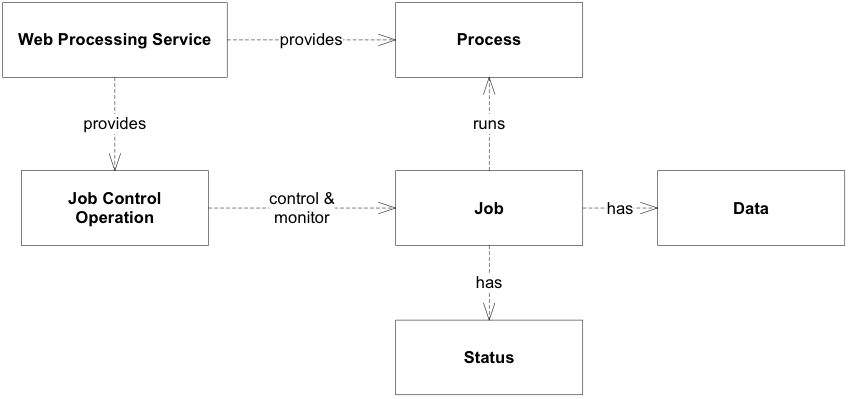 Web Processing Service
provides
Process
provides
runs
Job Control
Operation
control &
monitor
Job
has
Data
has
Status